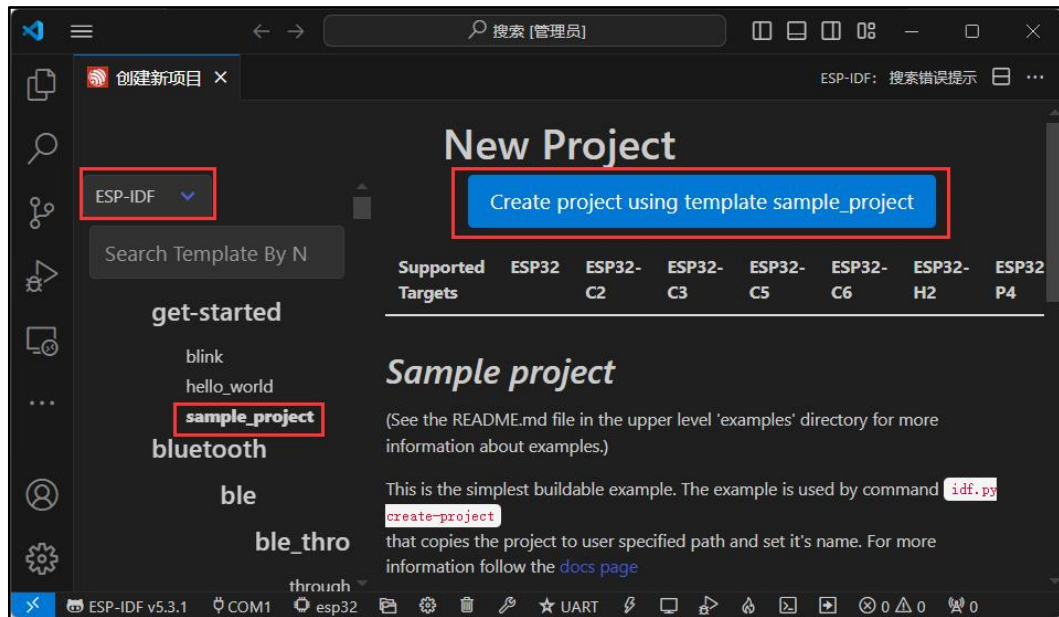 搜索 [管理员]
创建新项目
ESP-IDF: 搜索错误提示
ESP-IDF
Search Template By N
get-started
blink
hello_world
sample_project
bluetooth
ble
ble_thro
through
New Project
Create project using template sample_project
Supported Targets ESP32 ESP32-C2 ESP32-C3 ESP32-C5 ESP32-C6 ESP32-H2 ESP32 P4
Sample project
(See the README.md file in the upper level 'examples' directory for more
information about examples.)
This is the simplest buildable example. The example is used by command idf.py
create-project
that copies the project to user specified path and set it's name. For more
information follow the docs page
ESP-IDF v5.3.1 COM1 esp32 UART 0 0 0